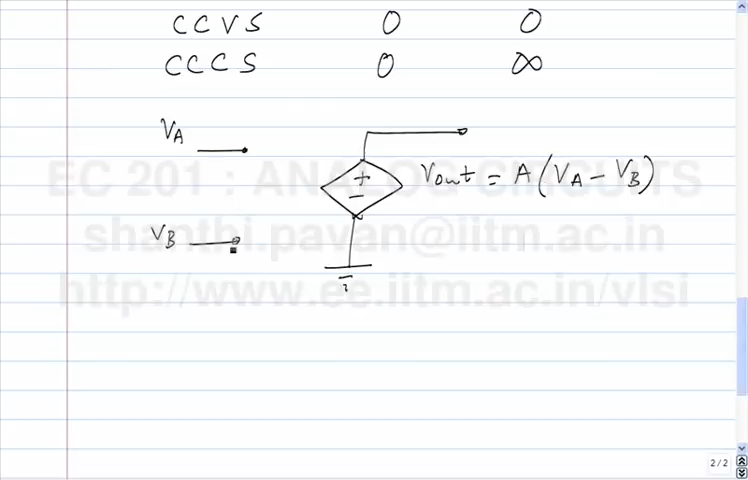 CCVS 0 0
CCCS 0 ∞
VA
+
Vout = A(VA − VB)
EC 201 : ANALOG CIRCUITS
−
VB
shanthi.pavan@iitm.ac.in
http://www.ee.iitm.ac.in/vlsi
2/2